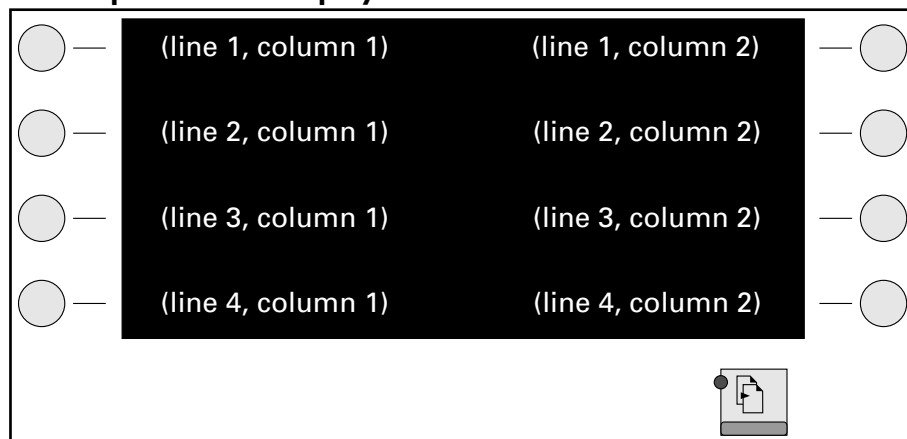 (line 1, column 1) (line 1, column 2)
(line 2, column 1) (line 2, column 2)
(line 3, column 1) (line 3, column 2)
(line 4, column 1) (line 4, column 2)